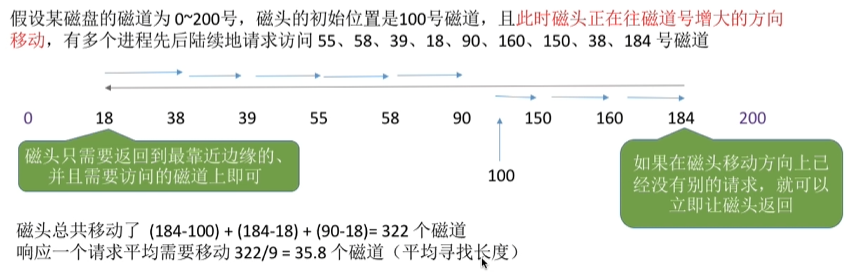 假设某磁盘的磁道为 0~200号，磁头的初始位置是100号磁道，且此时磁头正在往磁道号增大的方向
移动，有多个进程先后陆续地请求访问 55、58、39、18、90、160、150、38、184 号磁道
0 18 38 39 55 58 90 150 160 184 200
100
磁头只需要返回到最靠近边缘的、
并且需要访问的磁道上即可
如果在磁头移动方向上已
经没有别的请求，就可以
立即让磁头返回
磁头总共移动了 (184-100) + (184-18) + (90-18)= 322 个磁道
响应一个请求平均需要移动 322/9 = 35.8 个磁道（平均寻找长度）